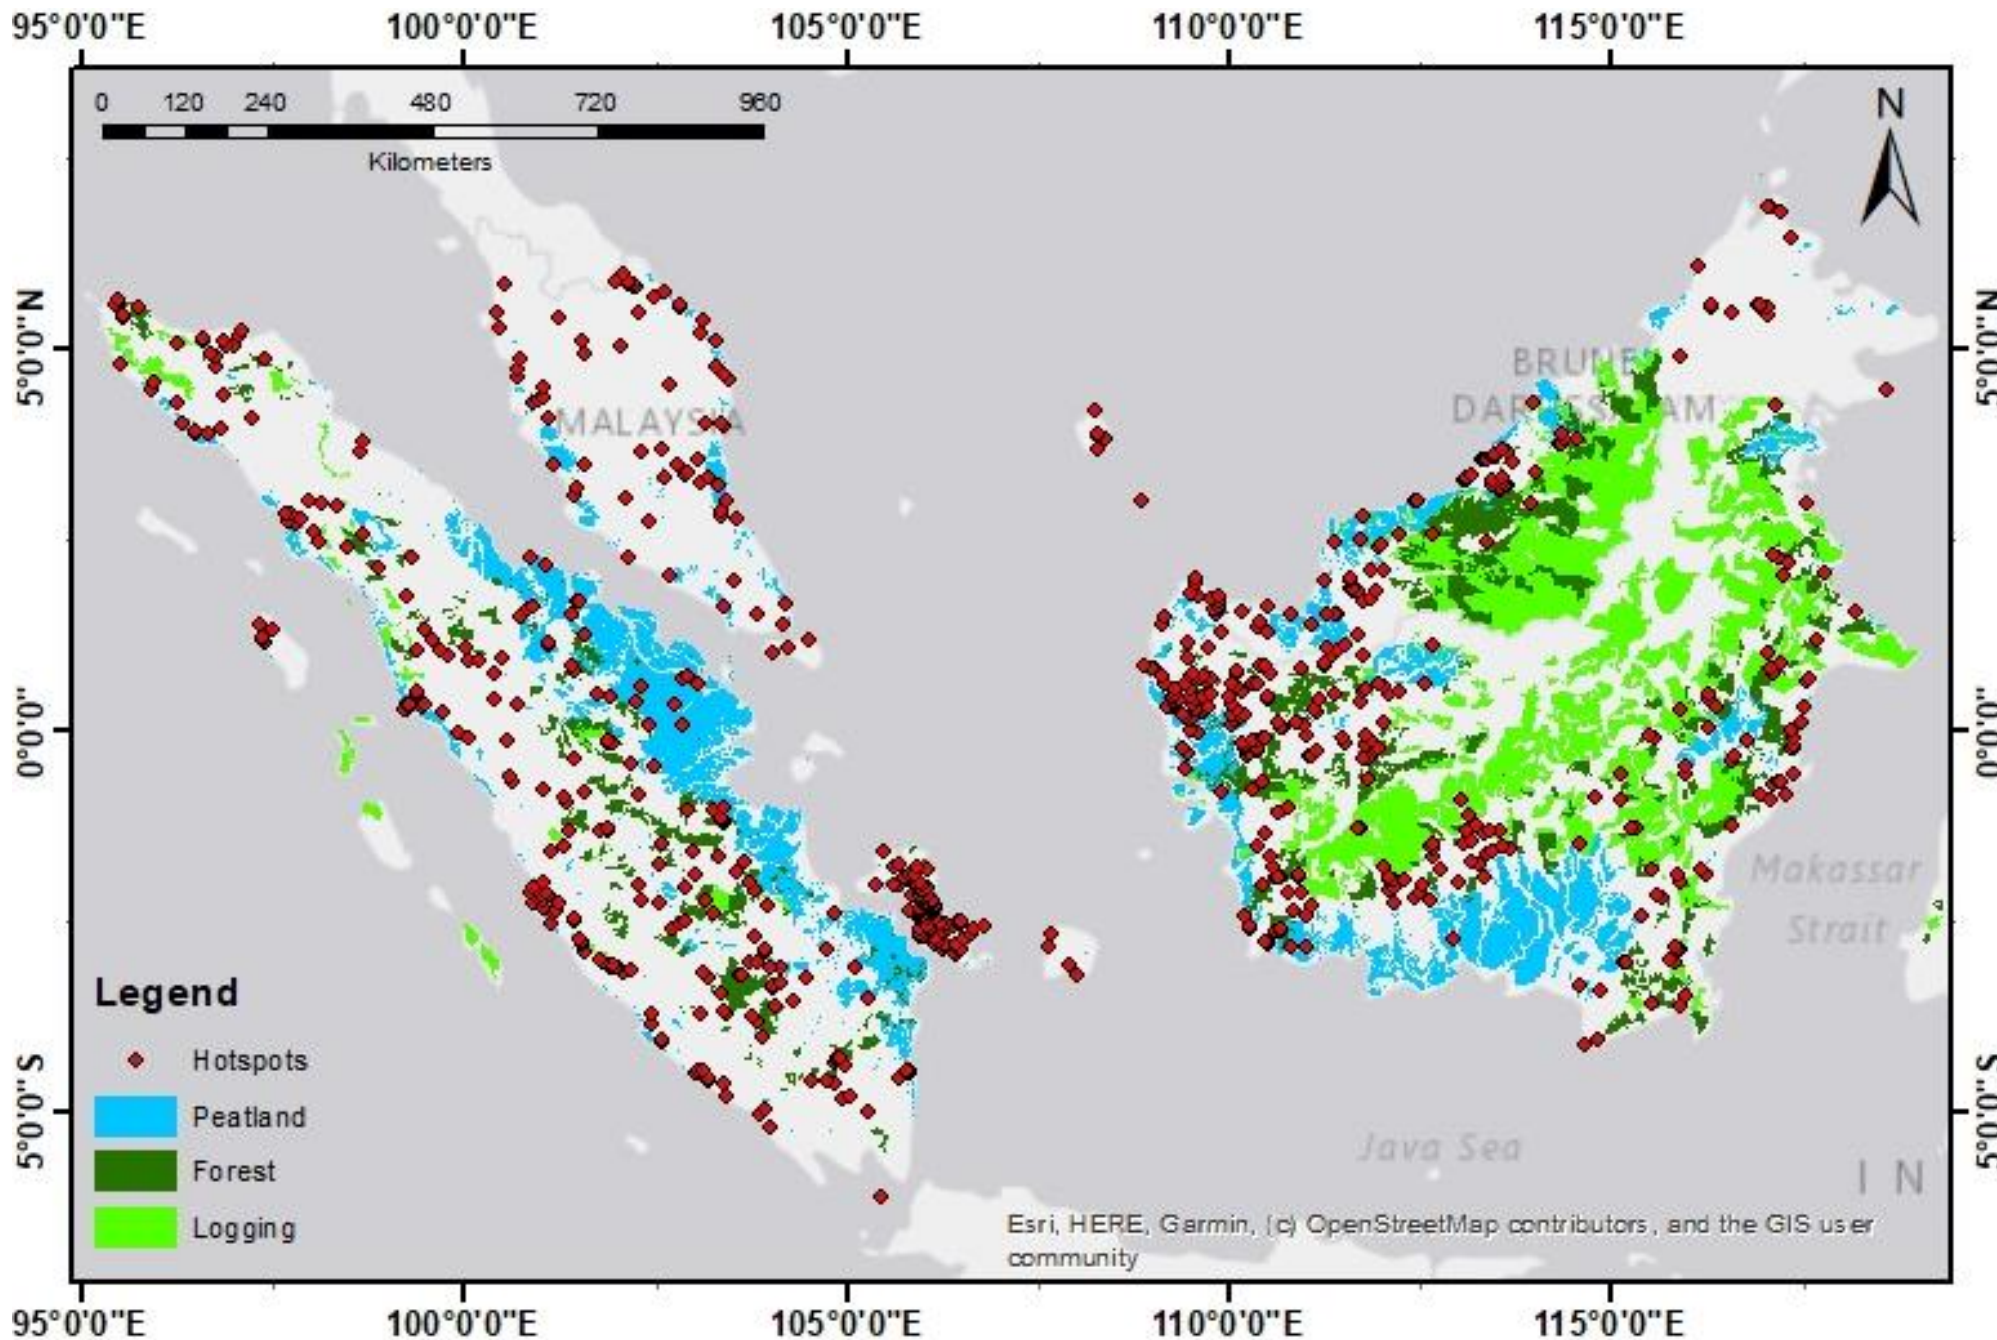 95°0'0"E 100°0'0"E 105°0'0"E 110°0'0"E 115°0'0"E
0 120 240 480 720 960
Kilometers
N
5°0'0"N
5°0'0"N
BRUNEI
DARUSSALAM
MALAYSIA
0°0'0"
0°0'0"
Makassar
Strait
Legend
Hotspots
Peatland
Forest
Logging
5°0'0"S
5°0'0"S
Java Sea
I N
Esri, HERE, Garmin, (c) OpenStreetMap contributors, and the GIS user
community
95°0'0"E 100°0'0"E 105°0'0"E 110°0'0"E 115°0'0"E